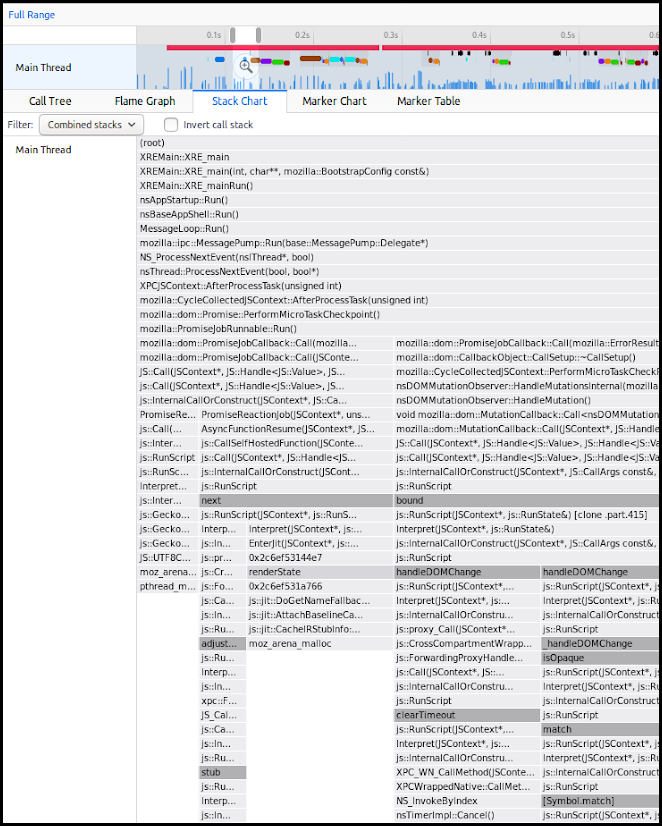 Full Range
0.1s 0.2s 0.3s 0.4s 0.5s 0.6
Main Thread
Call Tree Flame Graph Stack Chart Marker Chart Marker Table
Filter: Combined stacks Invert call stack
Main Thread (root)
XREMain::XRE_main
XREMain::XRE_main(int, char**, mozilla::BootstrapConfig const&)
XREMain::XRE_mainRun()
nsAppStartup::Run()
nsBaseAppShell::Run()
MessageLoop::Run()
mozilla::ipc::MessagePump::Run(base::MessagePump::Delegate*)
NS_ProcessNextEvent(nsIThread*, bool)
nsThread::ProcessNextEvent(bool, bool*)
XPCJSContext::AfterProcessTask(unsigned int)
mozilla::CycleCollectedJSContext::AfterProcessTask(unsigned int)
mozilla::dom::Promise::PerformMicroTaskCheckpoint()
mozilla::PromiseJobRunnable::Run()
mozilla::dom::PromiseJobCallback::Call(mozilla... mozilla::dom::PromiseJobCallback::Call(mozilla::ErrorResult
mozilla::dom::PromiseJobCallback::Call(JSConte... mozilla::dom::CallbackObject::CallSetup::~CallSetup()
JS::Call(JSContext*, JS::Handle<JS::Value>, JS... mozilla::CycleCollectedJSContext::PerformMicroTaskCheckp
js::Call(JSContext*, JS::Handle<JS::Value>, JS... nsDOMMutationObserver::HandleMutationsInternal(mozilla
js::InternalCallOrConstruct(JSContext*, JS::Ca... nsDOMMutationObserver::HandleMutation()
PromiseRe... PromiseReactionJob(JSContext*, uns... void mozilla::dom::MutationCallback::Call<nsDOMMutation
js::Call(... AsyncFunctionResume(JSContext*, JS... mozilla::dom::MutationCallback::Call(JSContext*, JS::Handl
js::Inter... js::CallSelfHostedFunction(JSConte... JS::Call(JSContext*, JS::Handle<JS::Value>, JS::Handle<JS::Va
js::RunScript js::Call(JSContext*, JS::Handle<JS... js::Call(JSContext*, JS::Handle<JS::Value>, JS::Handle<JS::Va
js::RunSc... js::InternalCallOrConstruct(JSCont... js::InternalCallOrConstruct(JSContext*, JS::CallArgs const&,
Interpret... js::RunScript js::RunScript
js::Inter... next bound
js::Gecko... js::RunScript(JSContext*, js::RunS... js::RunScript(JSContext*, js::RunState&) [clone .part.415]
js::Gecko... Interp... Interpret(JSContext*, js:... Interpret(JSContext*, js::RunState&)
js::Gecko... js::In... EnterJit(JSContext*, js::... js::InternalCallOrConstruct(JSContext*, JS::CallArgs const&,
JS::UTF8C... js::pr... 0x2c6ef53144e7 js::RunScript
moz_arena... js::Cr... renderState handleDOMChange handleDOMChange
pthread_m... js::Fo... 0x2c6ef531a766 js::RunScript(JSContext*,... js::RunScript(JSContext*,
js::Ca... js::jit::DoGetNameFallbac... Interpret(JSContext*, js:... Interpret(JSContext*, js::Ru
js::In... js::jit::AttachBaselineCa... js::InternalCallOrConstru... js::InternalCallOrConstruct
js::Ru... js::jit::CacheIRStubInfo:... js::proxy_Call(JSContext*... js::RunScript
adjust... moz_arena_malloc js::CrossCompartmentWrapp... _handleDOMChange
js::Ru... js::ForwardingProxyHandle... isOpaque
Interp... js::Call(JSContext*, JS::... js::RunScript(JSContext*,
js::In... js::InternalCallOrConstru... Interpret(JSContext*, js::Ru
xpc::F... js::RunScript js::InternalCallOrConstruct
JS_Cal... clearTimeout js::RunScript
js::Ca... js::RunScript(JSContext*,... match
js::In... Interpret(JSContext*, js:... js::RunScript(JSContext*,
js::Ru... js::InternalCallOrConstru... Interpret(JSContext*, js::Ru
stub XPC_WN_CallMethod(JSConte... js::InternalCallOrConstruct
js::Ru... XPCWrappedNative::CallMet... js::RunScript
Interp... NS_InvokeByIndex [Symbol.match]
js::In... nsTimerImpl::Cancel() js::RunScript(JSContext*,